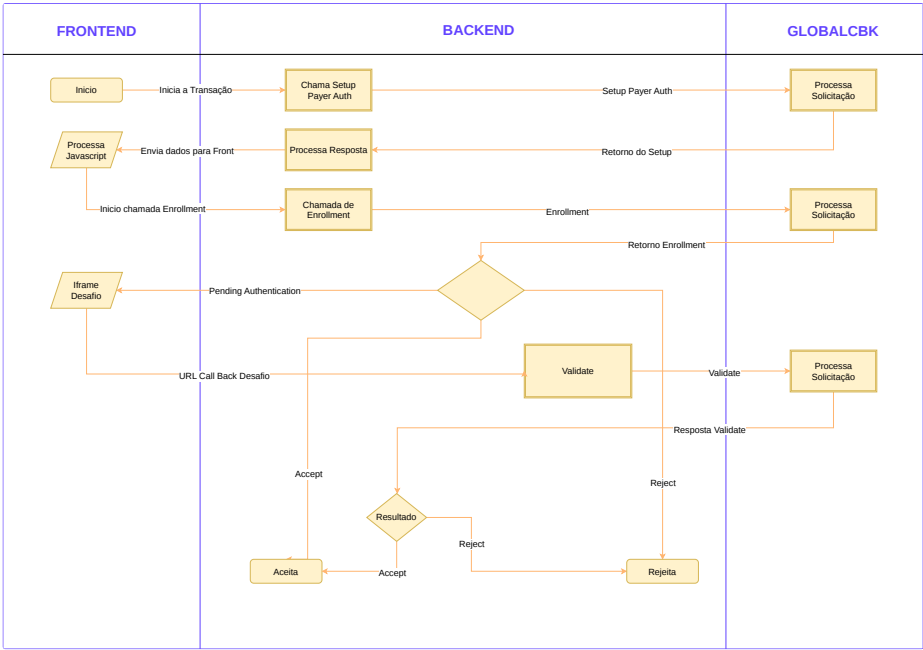 FRONTEND
BACKEND
GLOBALCBK
Inicio
Inicia a Transação
Chama Setup
Payer Auth
Setup Payer Auth
Processa
Solicitação
Processa
Javascript
Envia dados para Front
Processa Resposta
Retorno do Setup
Inicio chamada Enrollment
Chamada de
Enrollment
Enrollment
Processa
Solicitação
Retorno Enrollment
Iframe
Desafio
Pending Authentication
URL Call Back Desafio
Validate
Validate
Processa
Solicitação
Resposta Validate
Accept
Reject
Resultado
Reject
Aceita
Accept
Rejeita